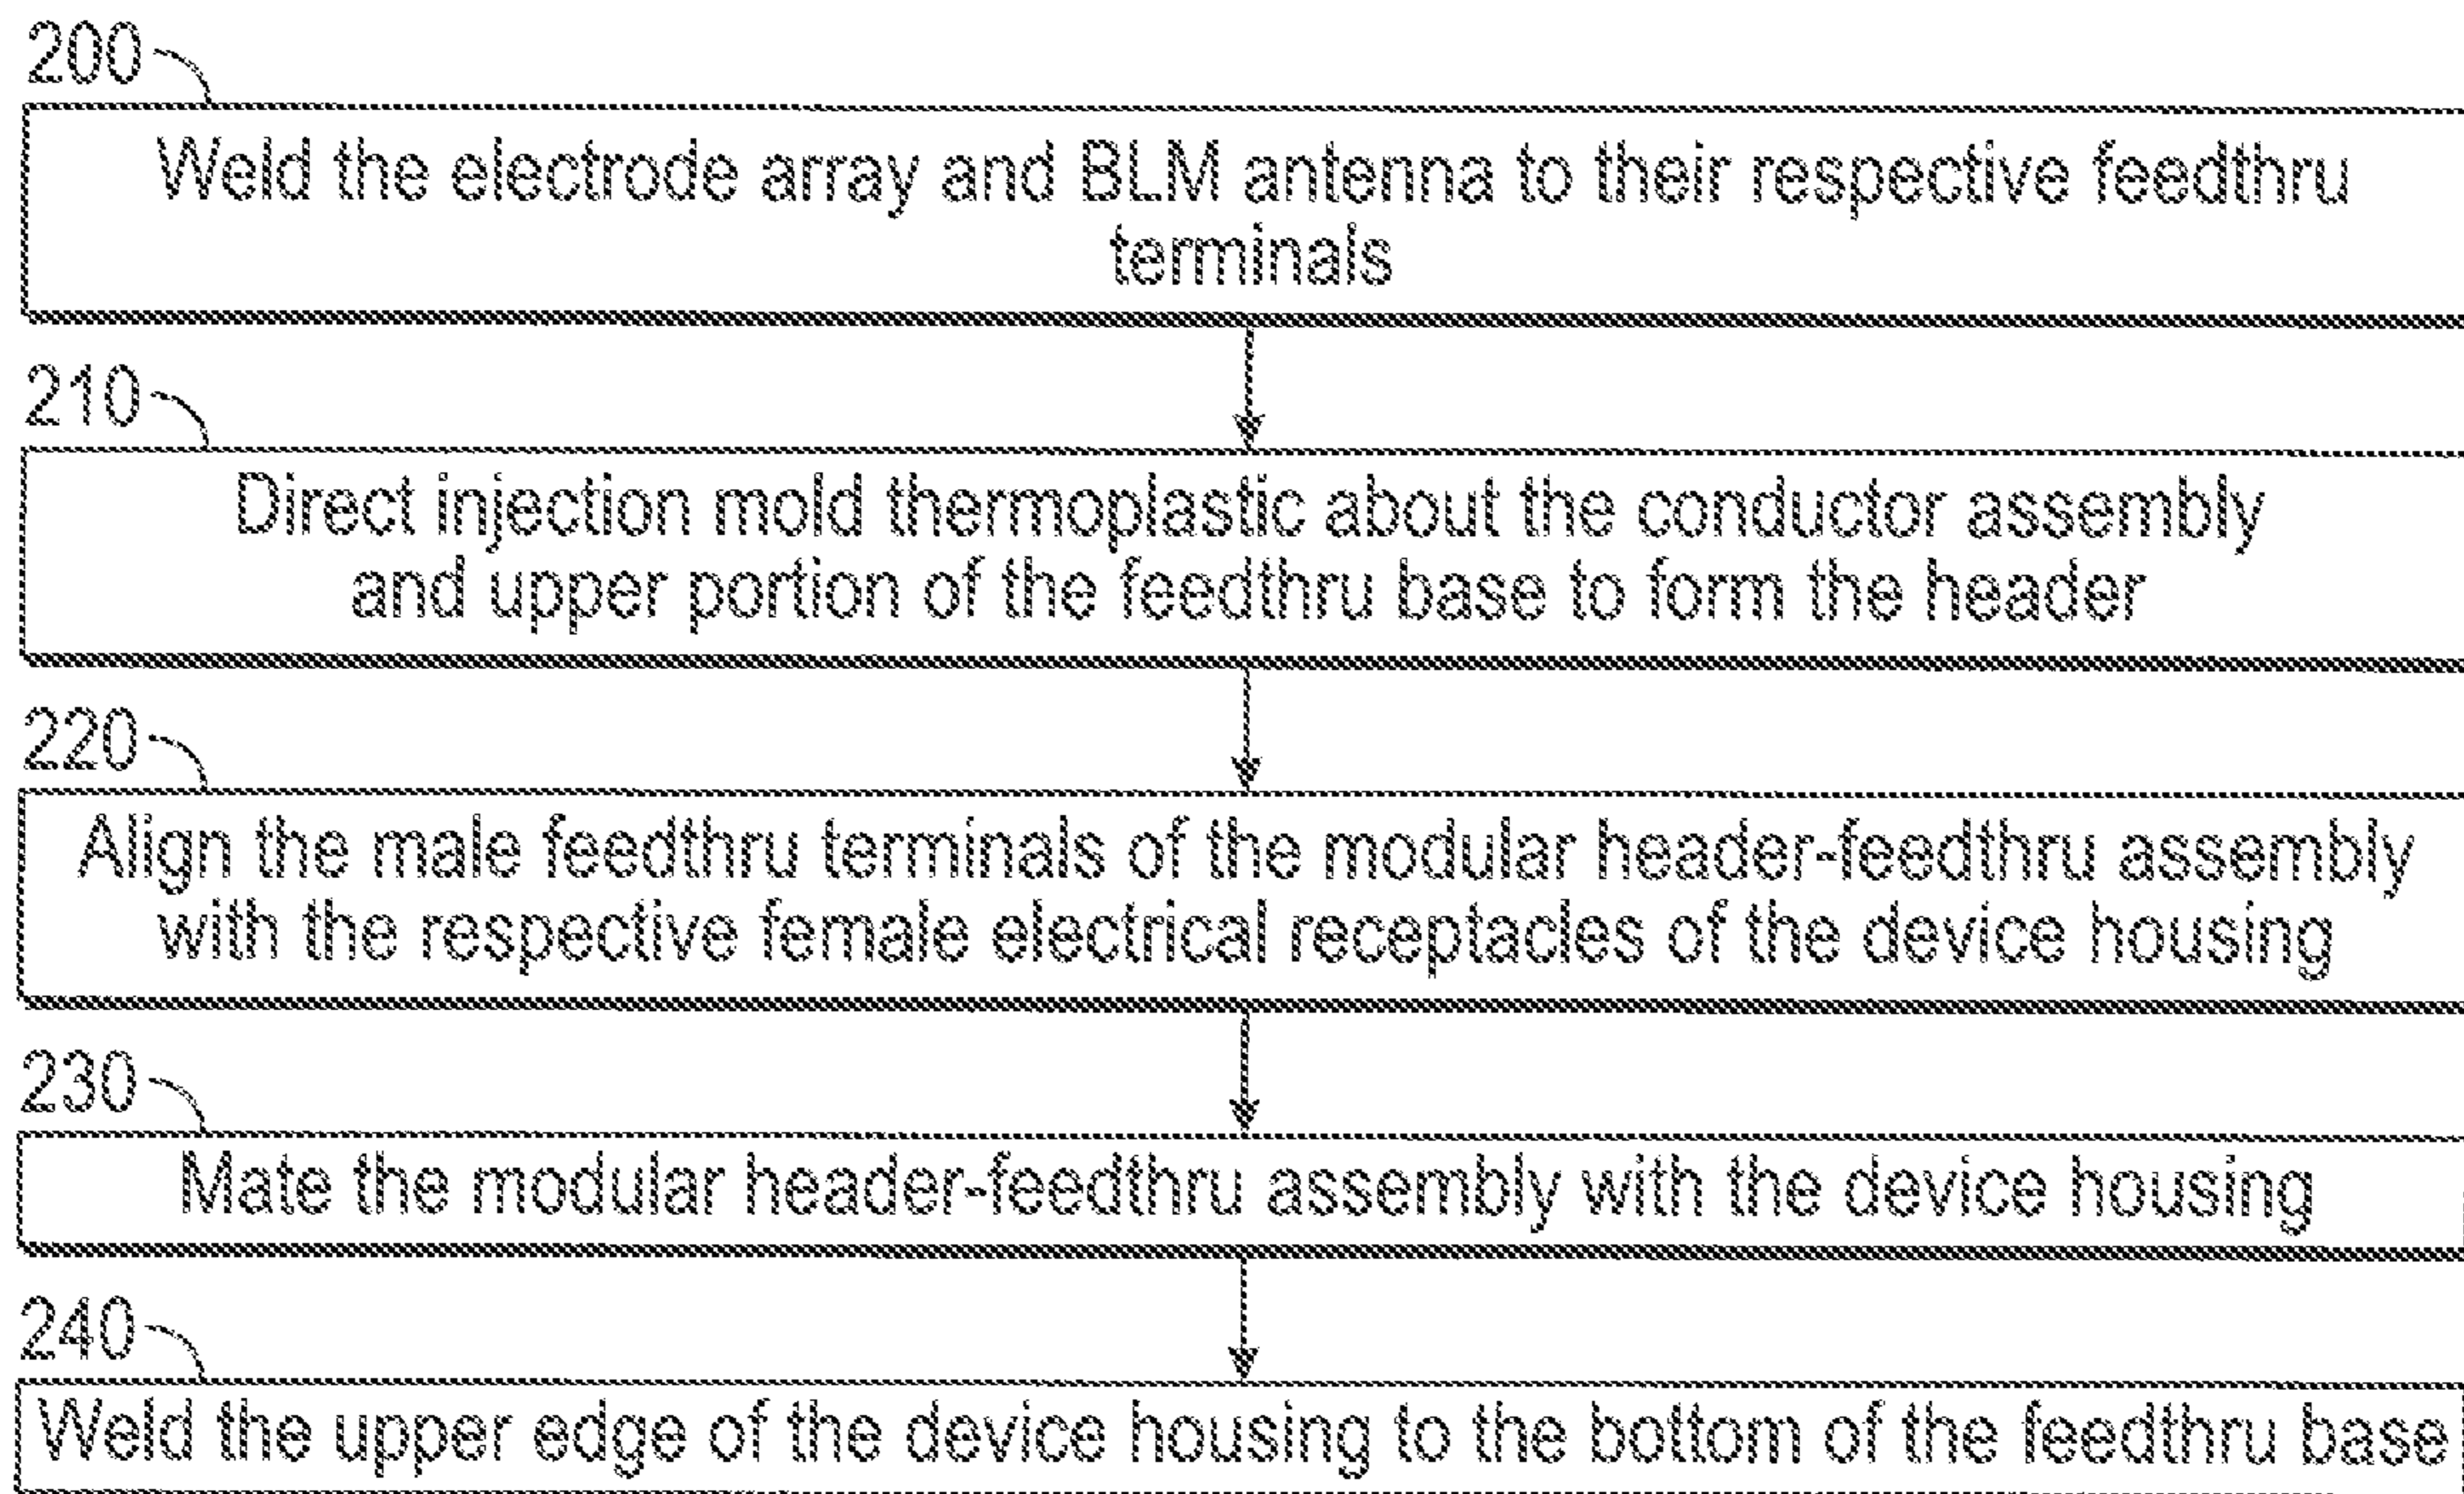 200
Weld the electrode array and BLM antenna to their respective feedthru
terminals
210
Direct injection mold thermoplastic about the conductor assembly
and upper portion of the feedthru base to form the header
220
Align the male feedthru terminals of the modular header-feedthru assembly
with the respective female electrical receptacles of the device housing
230
Mate the modular header-feedthru assembly with the device housing
240
Weld the upper edge of the device housing to the bottom of the feedthru base